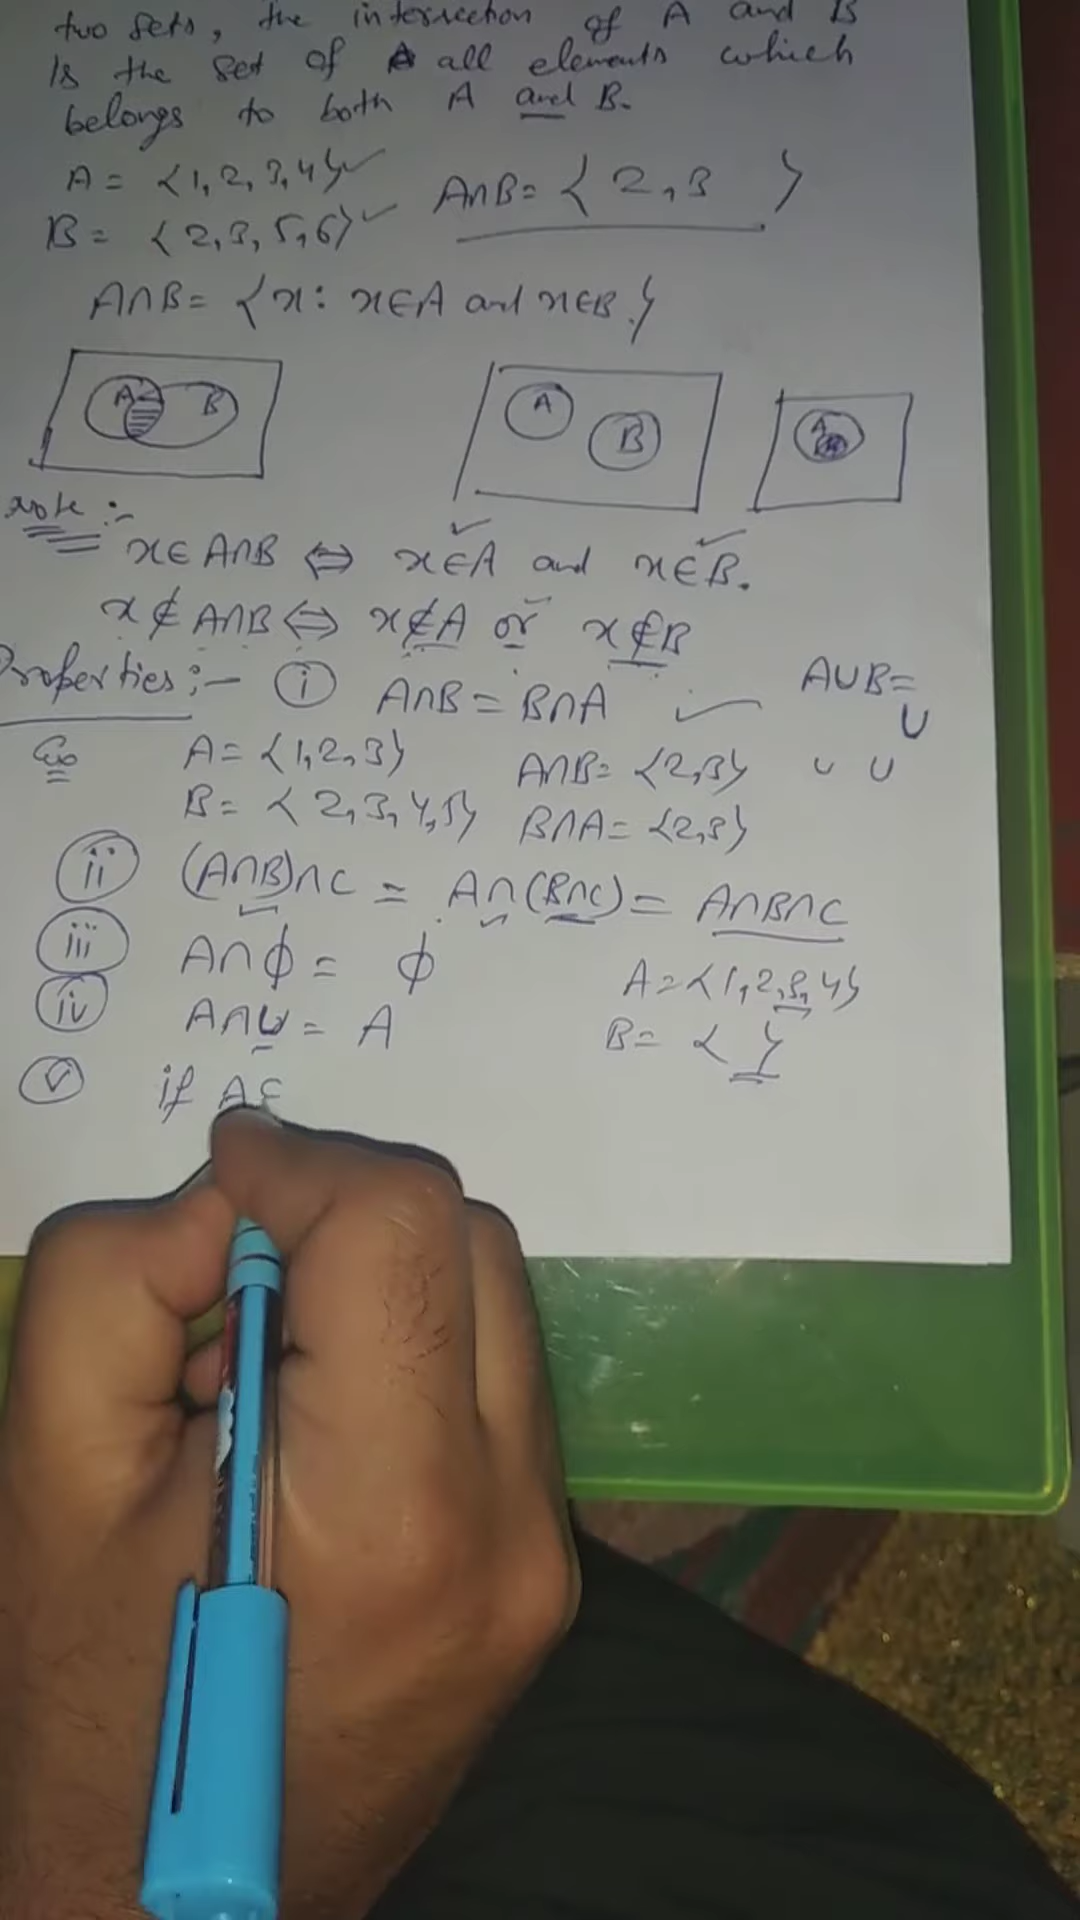 two sets, the intersection of A and B
is the set of all elements which
belongs to both A and B.
A = {1, 2, 3, 4} ✓
A∩B = { 2, 3 }
B = {2, 3, 5, 6} ✓
A∩B = {x : x∈A and x∈B.}
A B
A
B
A
note :-
x∈A∩B ⇔ x∈A and x∈B.
x∉A∩B ⇔ x∉A or x∉B
Properties :- (i) A∩B = B∩A ✓
A∪B =
∪
∪ ∪
A = {1, 2, 3} A∩B = {2, 3}
B = {2, 3, 4, 5} B∩A = {2, 3}
(ii) (A∩B)∩C = A∩(B∩C) = A∩B∩C
(iii) A∩ϕ = ϕ
A = {1, 2, 3, 4}
(iv) A∩U = A
B = { }
(v) if A